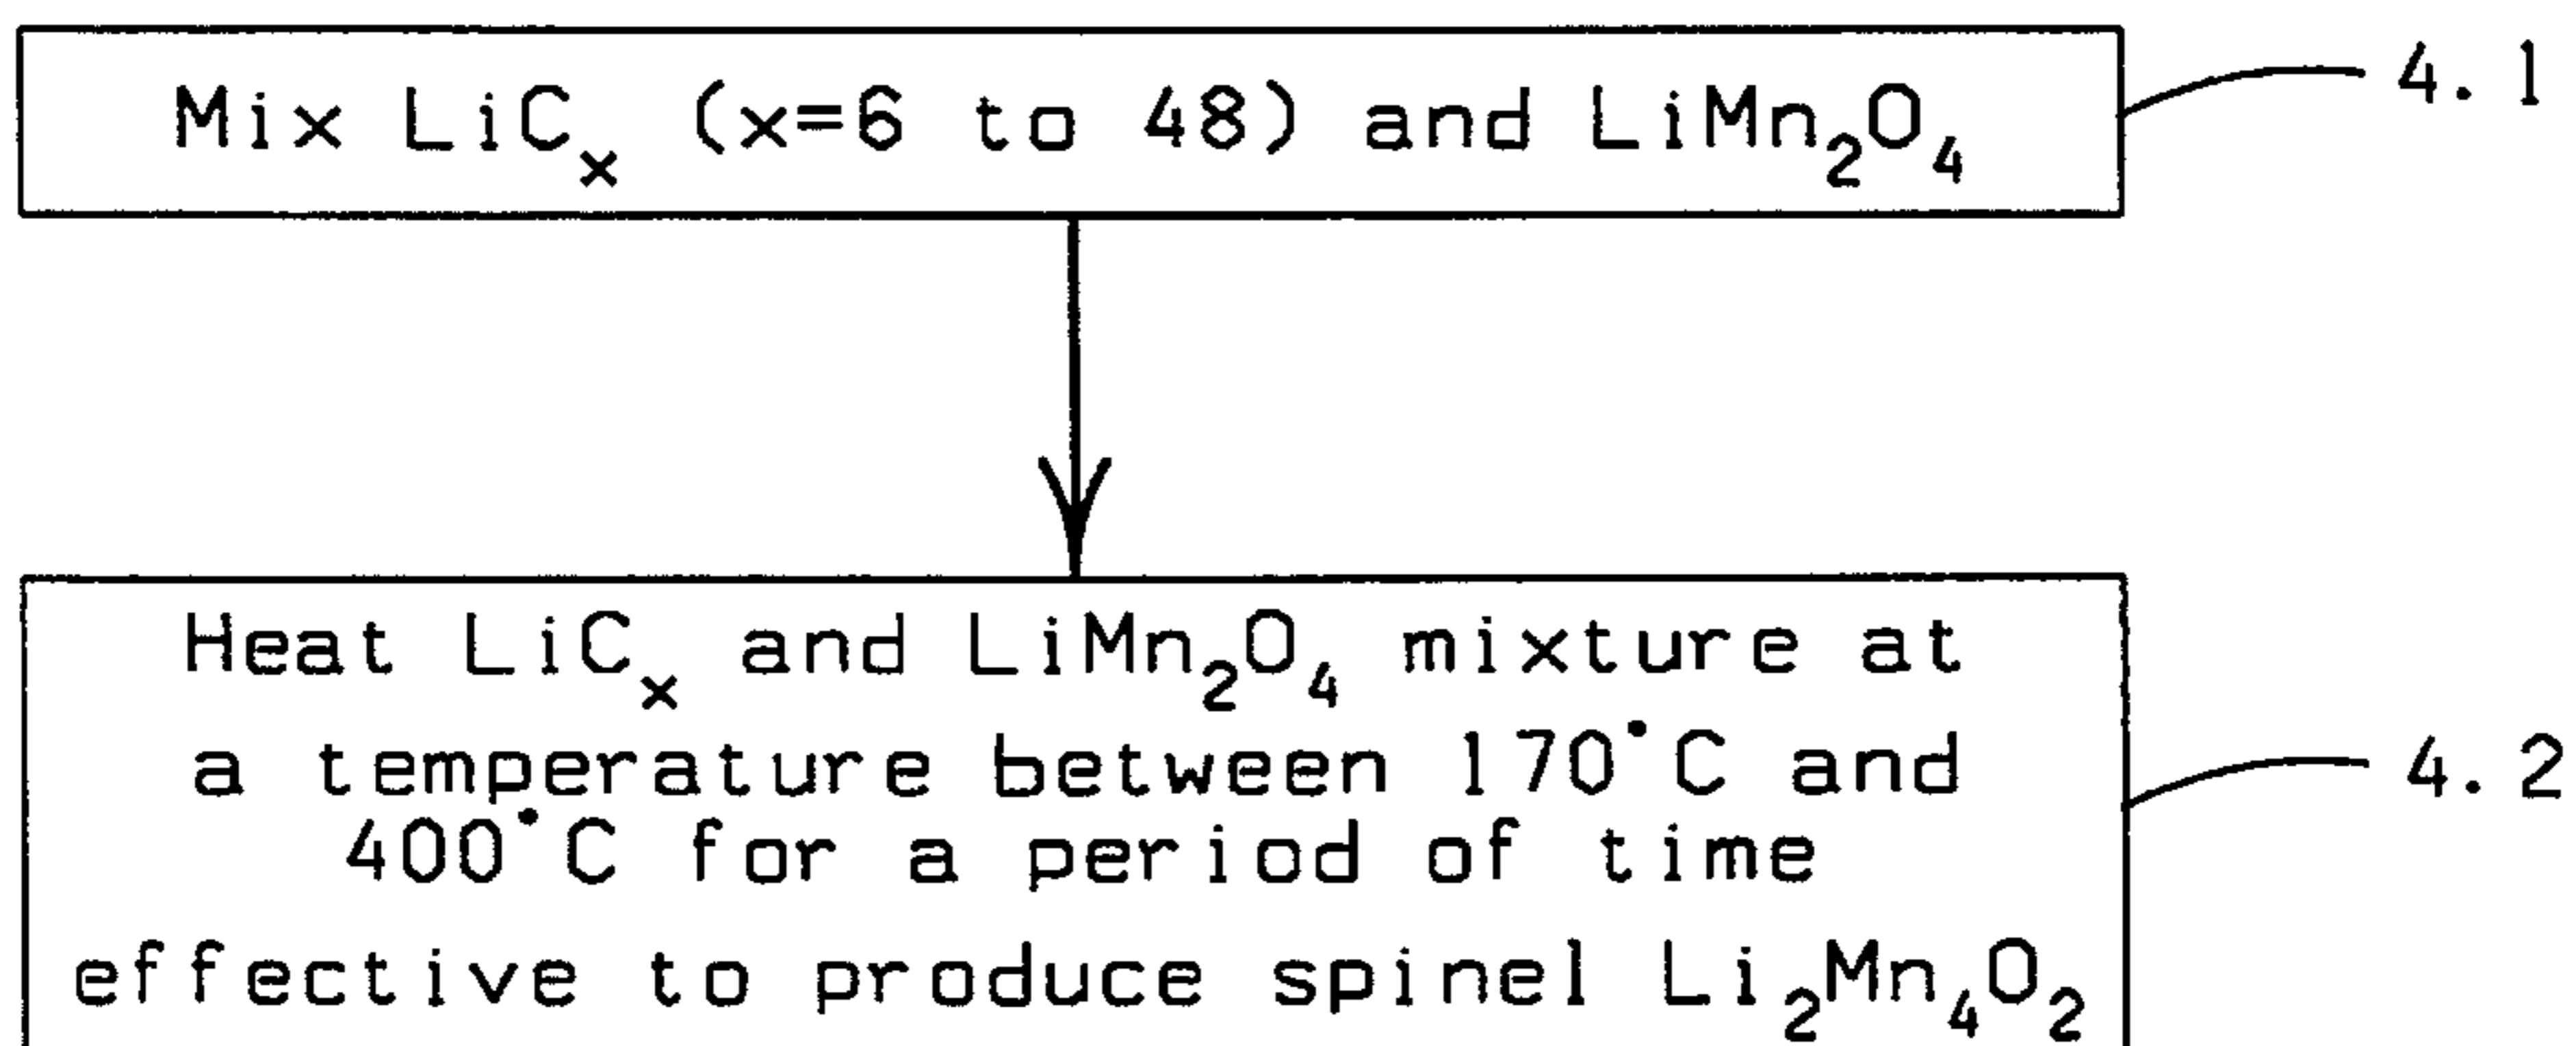 Mix LiCₓ (x=6 to 48) and LiMn₂O₄
4.1
Heat LiCₓ and LiMn₂O₄ mixture at
a temperature between 170°C and
400°C for a period of time
effective to produce spinel Li₂Mn₄O₂
4.2